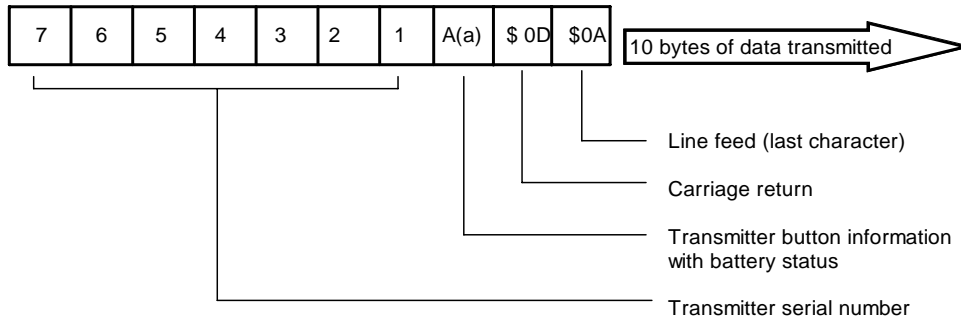 7 6 5 4 3 2 1 A(a) $ 0D $0A
10 bytes of data transmitted
Line feed (last character)
Carriage return
Transmitter button information
with battery status
Transmitter serial number